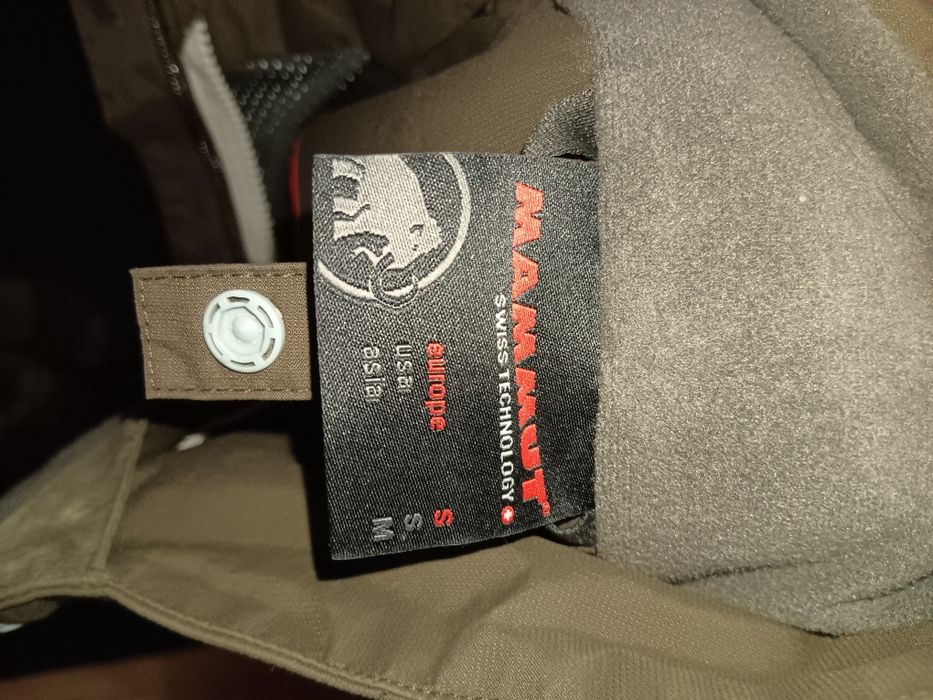 MAMMUT®
SWISS TECHNOLOGY
europe S
usa S
asia M